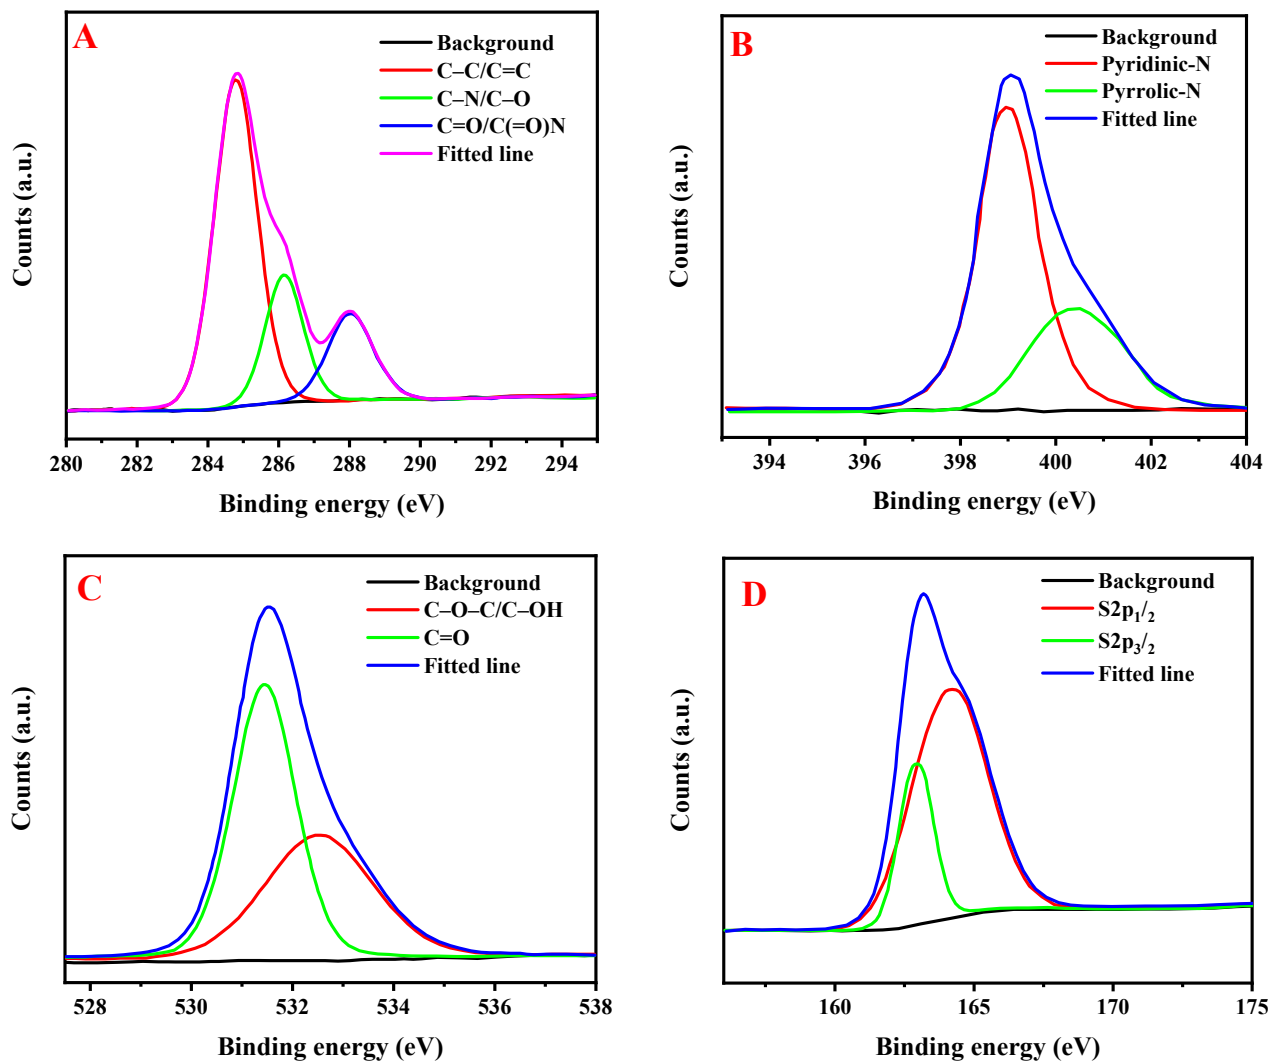 A
Background
C–C/C=C
C–N/C–O
C=O/C(=O)N
Fitted line
Counts (a.u.)
280 282 284 286 288 290 292 294
Binding energy (eV)
B
Background
Pyridinic-N
Pyrrolic-N
Fitted line
Counts (a.u.)
394 396 398 400 402 404
Binding energy (eV)
C
Background
C–O–C/C–OH
C=O
Fitted line
Counts (a.u.)
528 530 532 534 536 538
Binding energy (eV)
D
Background
S2p₁/₂
S2p₃/₂
Fitted line
Counts (a.u.)
160 165 170 175
Binding energy (eV)